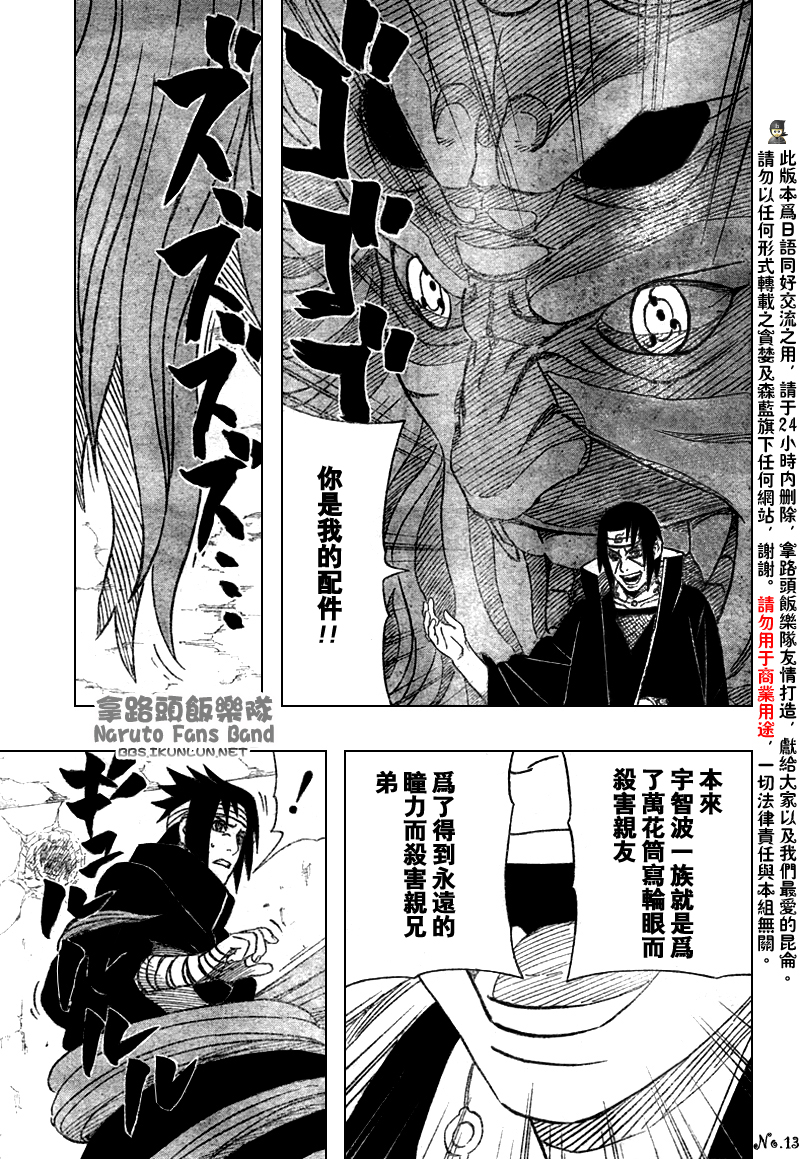 此版本爲日語同好交流之用，請于24小時内删除，拿路頭飯樂隊友情打造，獻給大家以及我們最愛的昆侖。
請勿以任何形式轉載之貪婪及森藍旗下任何網站，謝謝。請勿用于商業用途，一切法律責任與本組無關。
ゴゴゴ
你是我的配件!!
ズズズズ…
拿路頭飯樂隊
Naruto Fans Band
BBS.IKUNLUN.NET
本來
宇智波一族就是爲
了萬花筒寫輪眼而
殺害親友
爲了得到永遠的
瞳力而殺害親兄
弟
!
ギュ
No.13